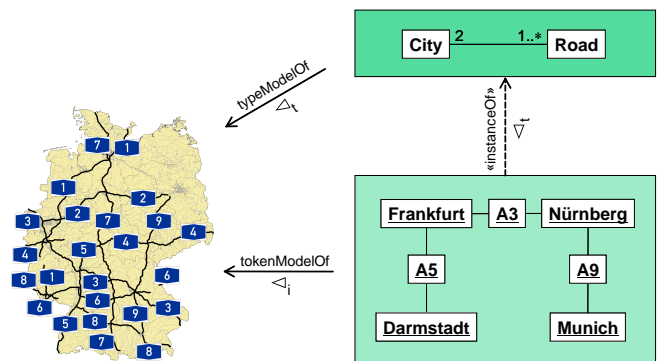 City 2 1..* Road
typeModelOf
◁t
«instanceOf»
◁t
Frankfurt A3 Nürnberg
A5 A9
Darmstadt Munich
tokenModelOf
◁i
7 1
1 2
3 2 7 9
4 5 4 4
8 1 3 6
6 6 9 3
5 8
7 8